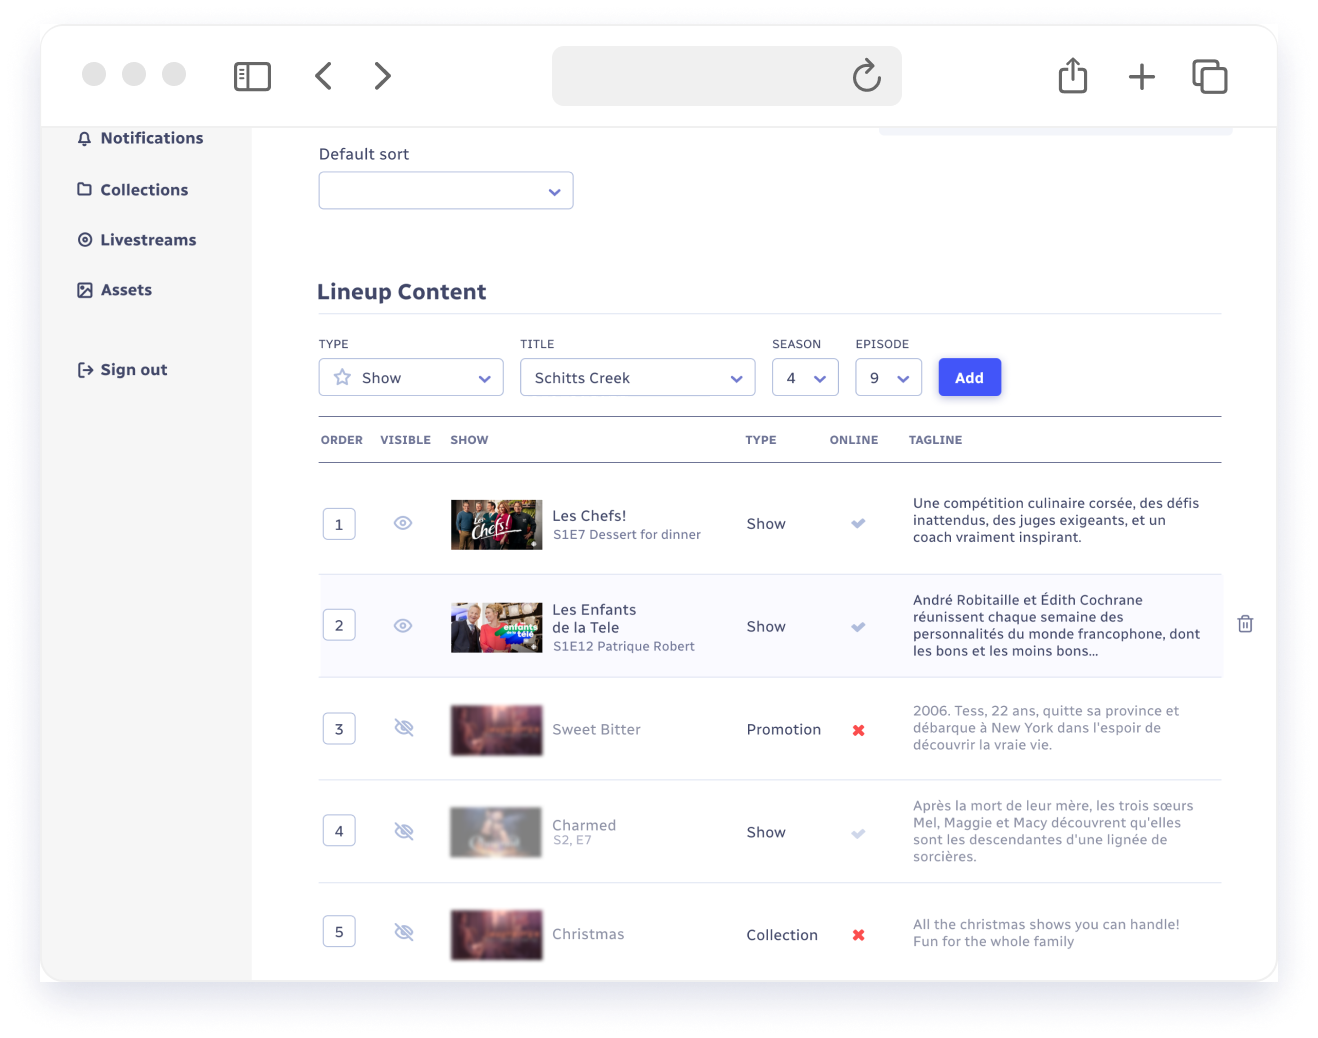 Notifications
Collections
Livestreams
Assets
Sign out
Default sort
Lineup Content
TYPE TITLE SEASON EPISODE
Show Schitts Creek 4 9 Add
ORDER VISIBLE SHOW TYPE ONLINE TAGLINE
1 Les Chefs! Les Chefs! Show
S1E7 Dessert for dinner
Une compétition culinaire corsée, des défis
inattendus, des juges exigeants, et un
coach vraiment inspirant.
2 enfants de la télé Les Enfants
de la Tele
S1E12 Patrique Robert
Show
André Robitaille et Édith Cochrane
réunissent chaque semaine des
personnalités du monde francophone, dont
les bons et les moins bons...
3 Sweet Bitter Promotion
2006. Tess, 22 ans, quitte sa province et
débarque à New York dans l'espoir de
découvrir la vraie vie.
4 Charmed
S2, E7
Show
Après la mort de leur mère, les trois sœurs
Mel, Maggie et Macy découvrent qu'elles
sont les descendantes d'une lignée de
sorcières.
5 Christmas Collection
All the christmas shows you can handle!
Fun for the whole family